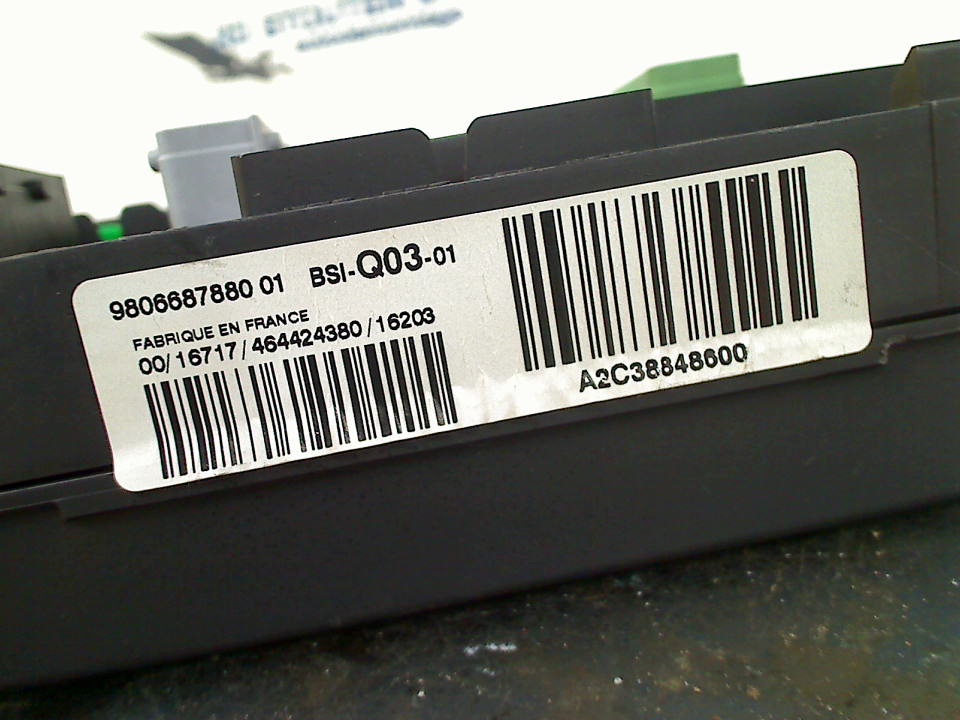 9806687880 01 BSI-Q03-01
FABRIQUE EN FRANCE
00/16717/464424380/16203
A2C38848600